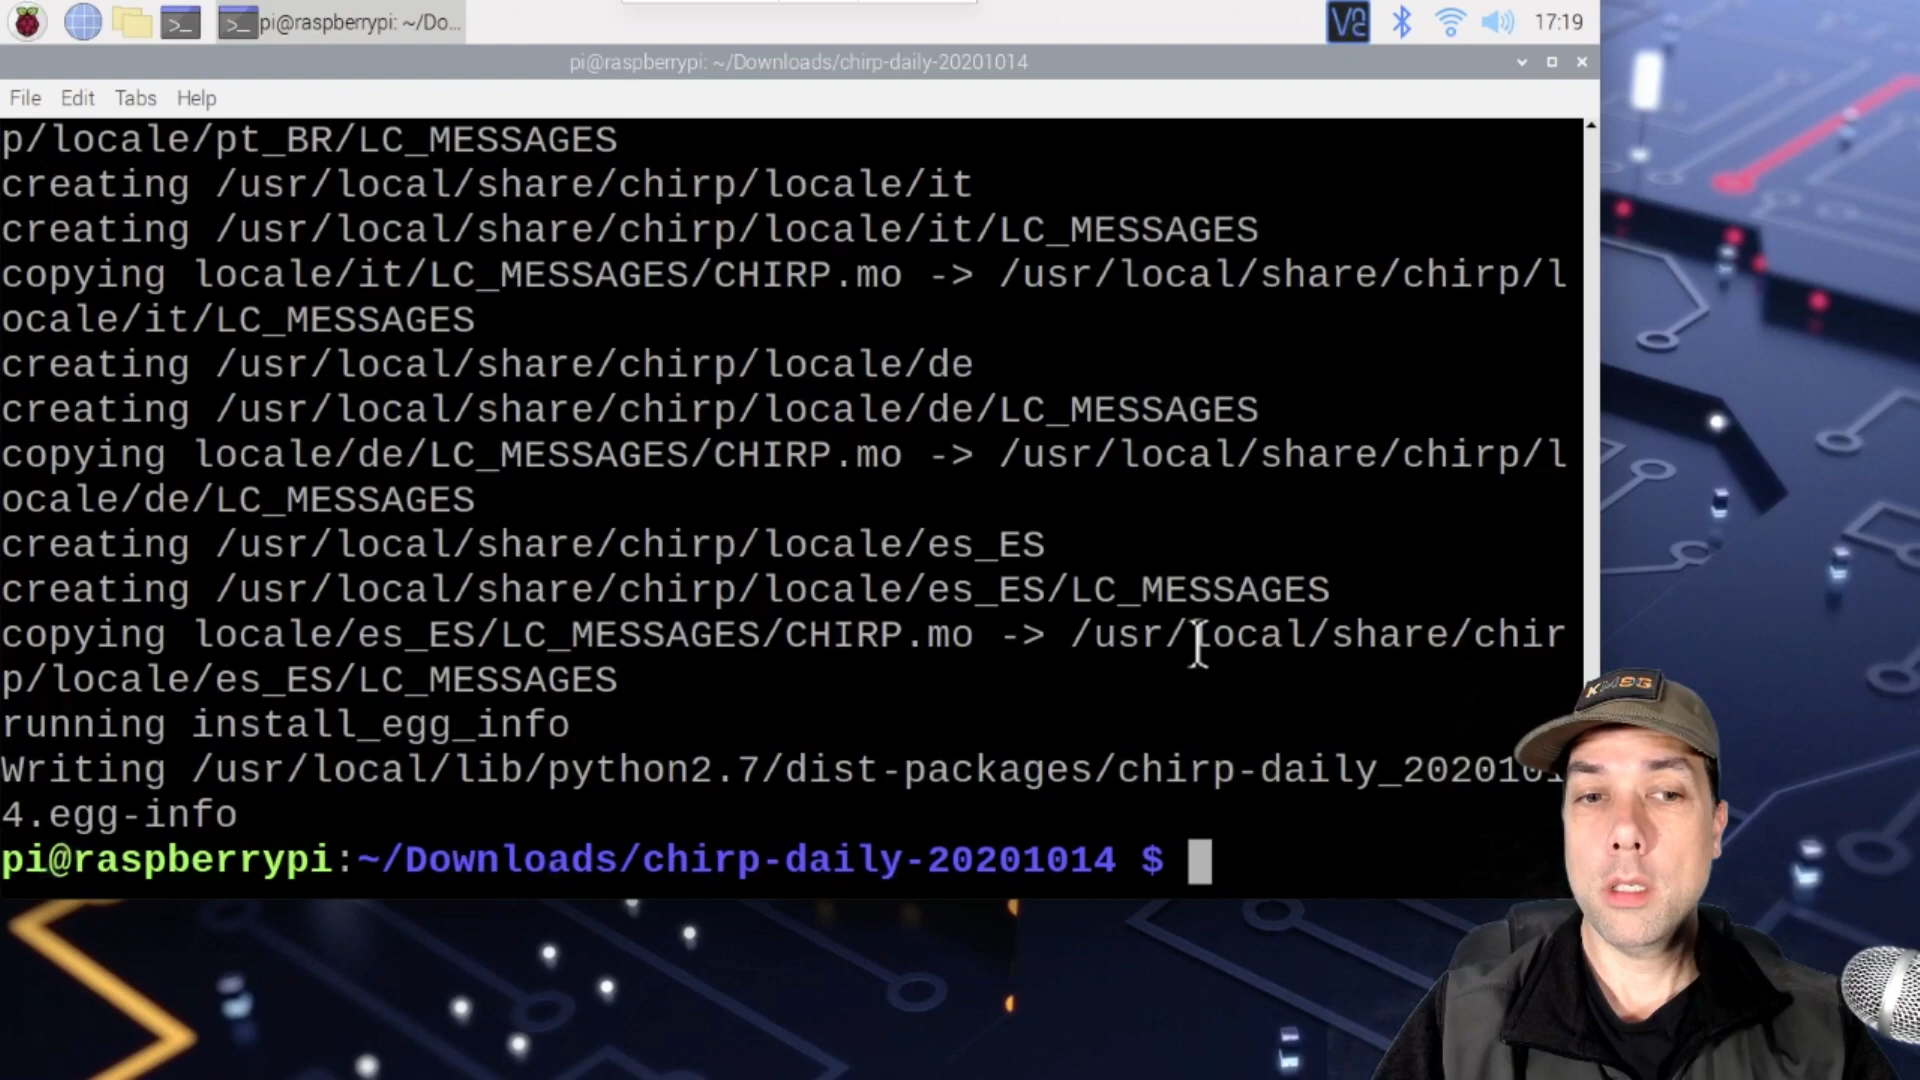 pi@raspberrypi: ~/Do...
17:19
pi@raspberrypi: ~/Downloads/chirp-daily-20201014
File Edit Tabs Help
p/locale/pt_BR/LC_MESSAGES
creating /usr/local/share/chirp/locale/it
creating /usr/local/share/chirp/locale/it/LC_MESSAGES
copying locale/it/LC_MESSAGES/CHIRP.mo -> /usr/local/share/chirp/l
ocale/it/LC_MESSAGES
creating /usr/local/share/chirp/locale/de
creating /usr/local/share/chirp/locale/de/LC_MESSAGES
copying locale/de/LC_MESSAGES/CHIRP.mo -> /usr/local/share/chirp/l
ocale/de/LC_MESSAGES
creating /usr/local/share/chirp/locale/es_ES
creating /usr/local/share/chirp/locale/es_ES/LC_MESSAGES
copying locale/es_ES/LC_MESSAGES/CHIRP.mo -> /usr/local/share/chir
p/locale/es_ES/LC_MESSAGES
running install_egg_info
Writing /usr/local/lib/python2.7/dist-packages/chirp-daily_2020101
4.egg-info
pi@raspberrypi:~/Downloads/chirp-daily-20201014 $
KM9G